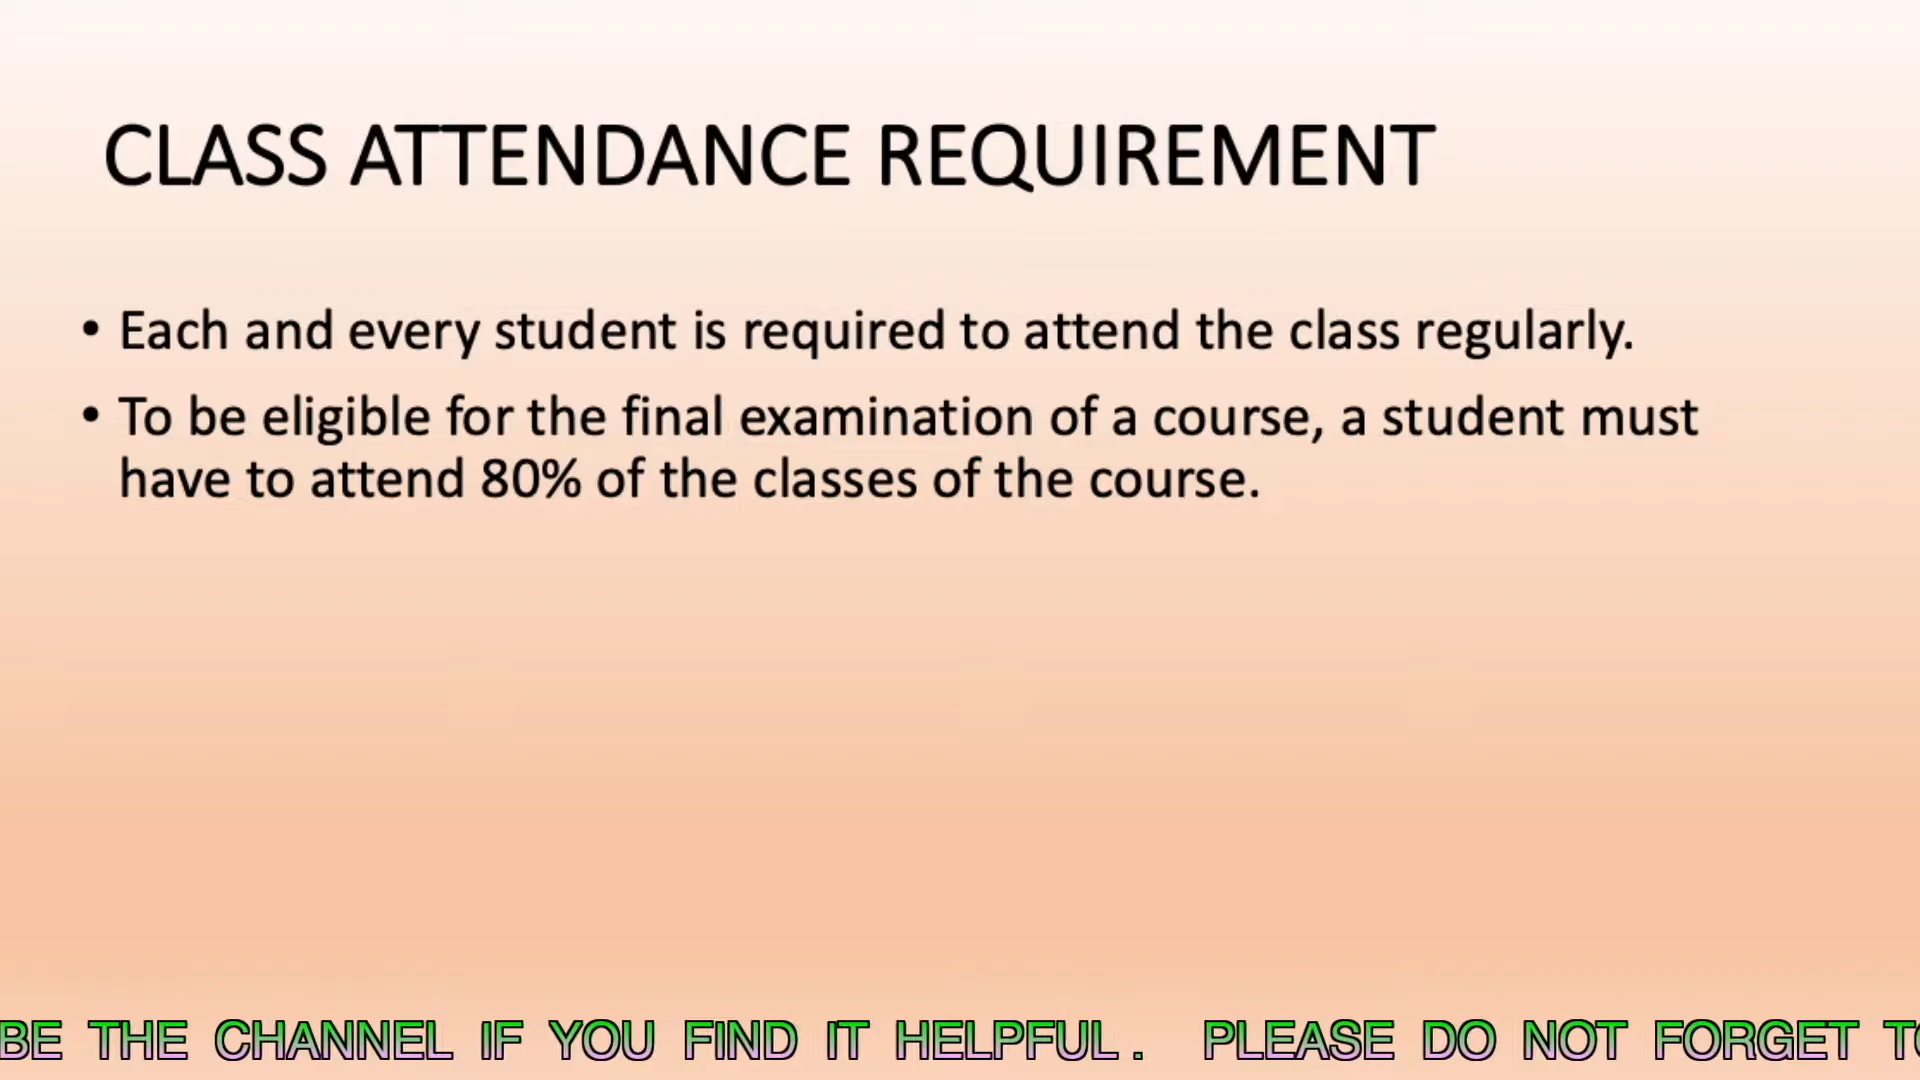 CLASS ATTENDANCE REQUIREMENT
• Each and every student is required to attend the class regularly.
• To be eligible for the final examination of a course, a student must
have to attend 80% of the classes of the course.
BE THE CHANNEL IF YOU FIND IT HELPFUL. PLEASE DO NOT FORGET TO